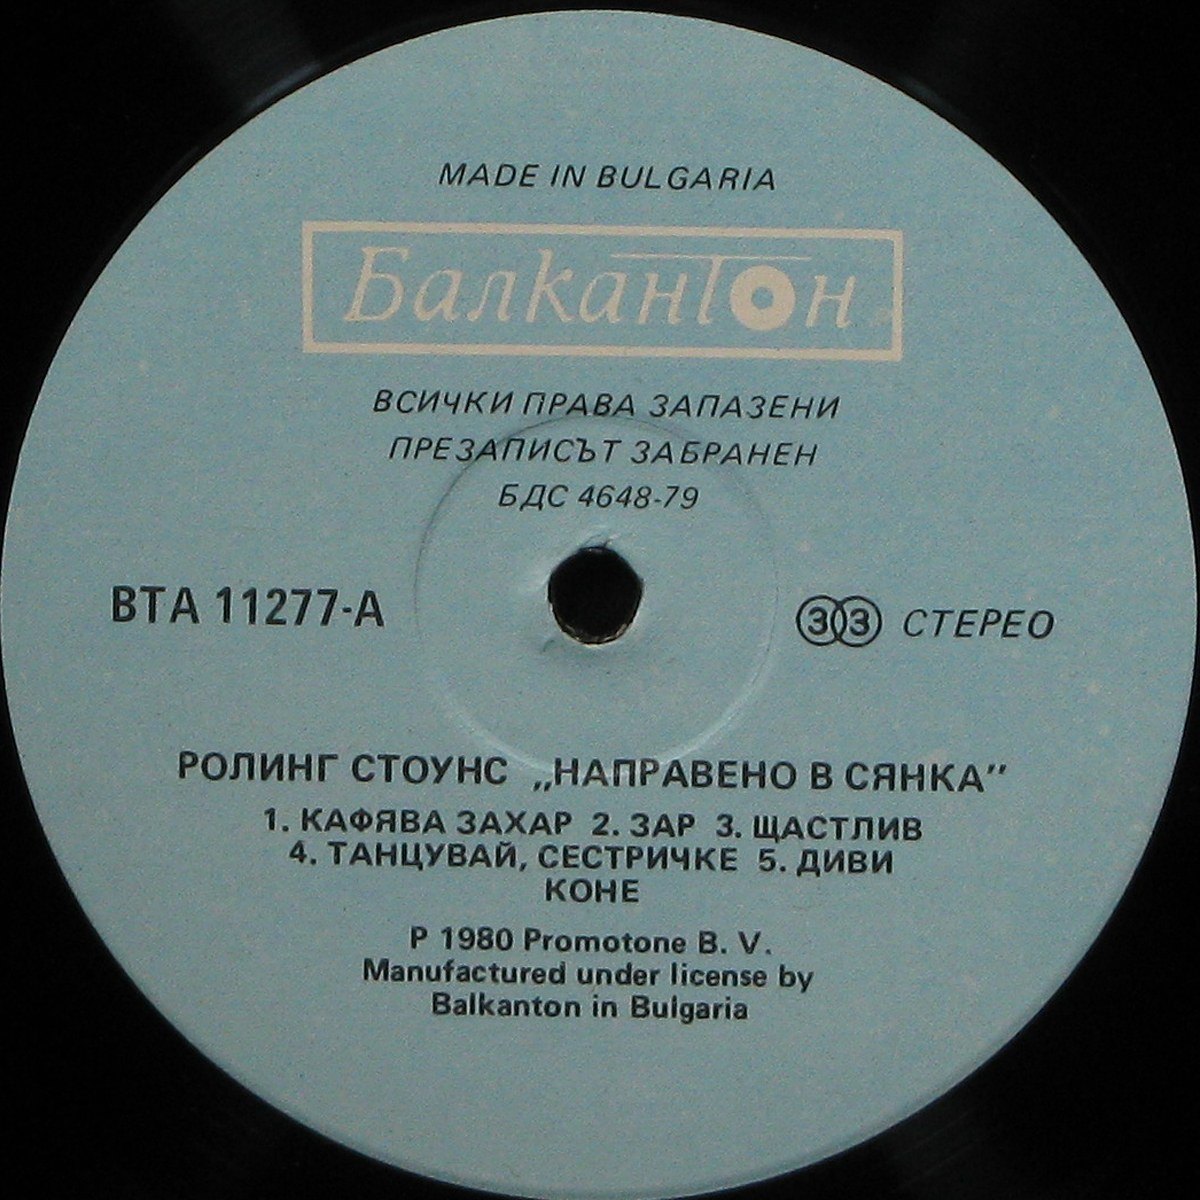 MADE IN BULGARIA
Балкантон
ВСИЧКИ ПРАВА ЗАПАЗЕНИ
ПРЕЗАПИСЪТ ЗАБРАНЕН
БДС 4648-79
ВТА 11277-А
33 СТЕРЕО
РОЛИНГ СТОУНС „НАПРАВЕНО В СЯНКА”
1. КАФЯВА ЗАХАР 2. ЗАР 3. ЩАСТЛИВ
4. ТАНЦУВАЙ, СЕСТРИЧКЕ 5. ДИВИ
КОНЕ
P 1980 Promotone B. V.
Manufactured under license by
Balkanton in Bulgaria